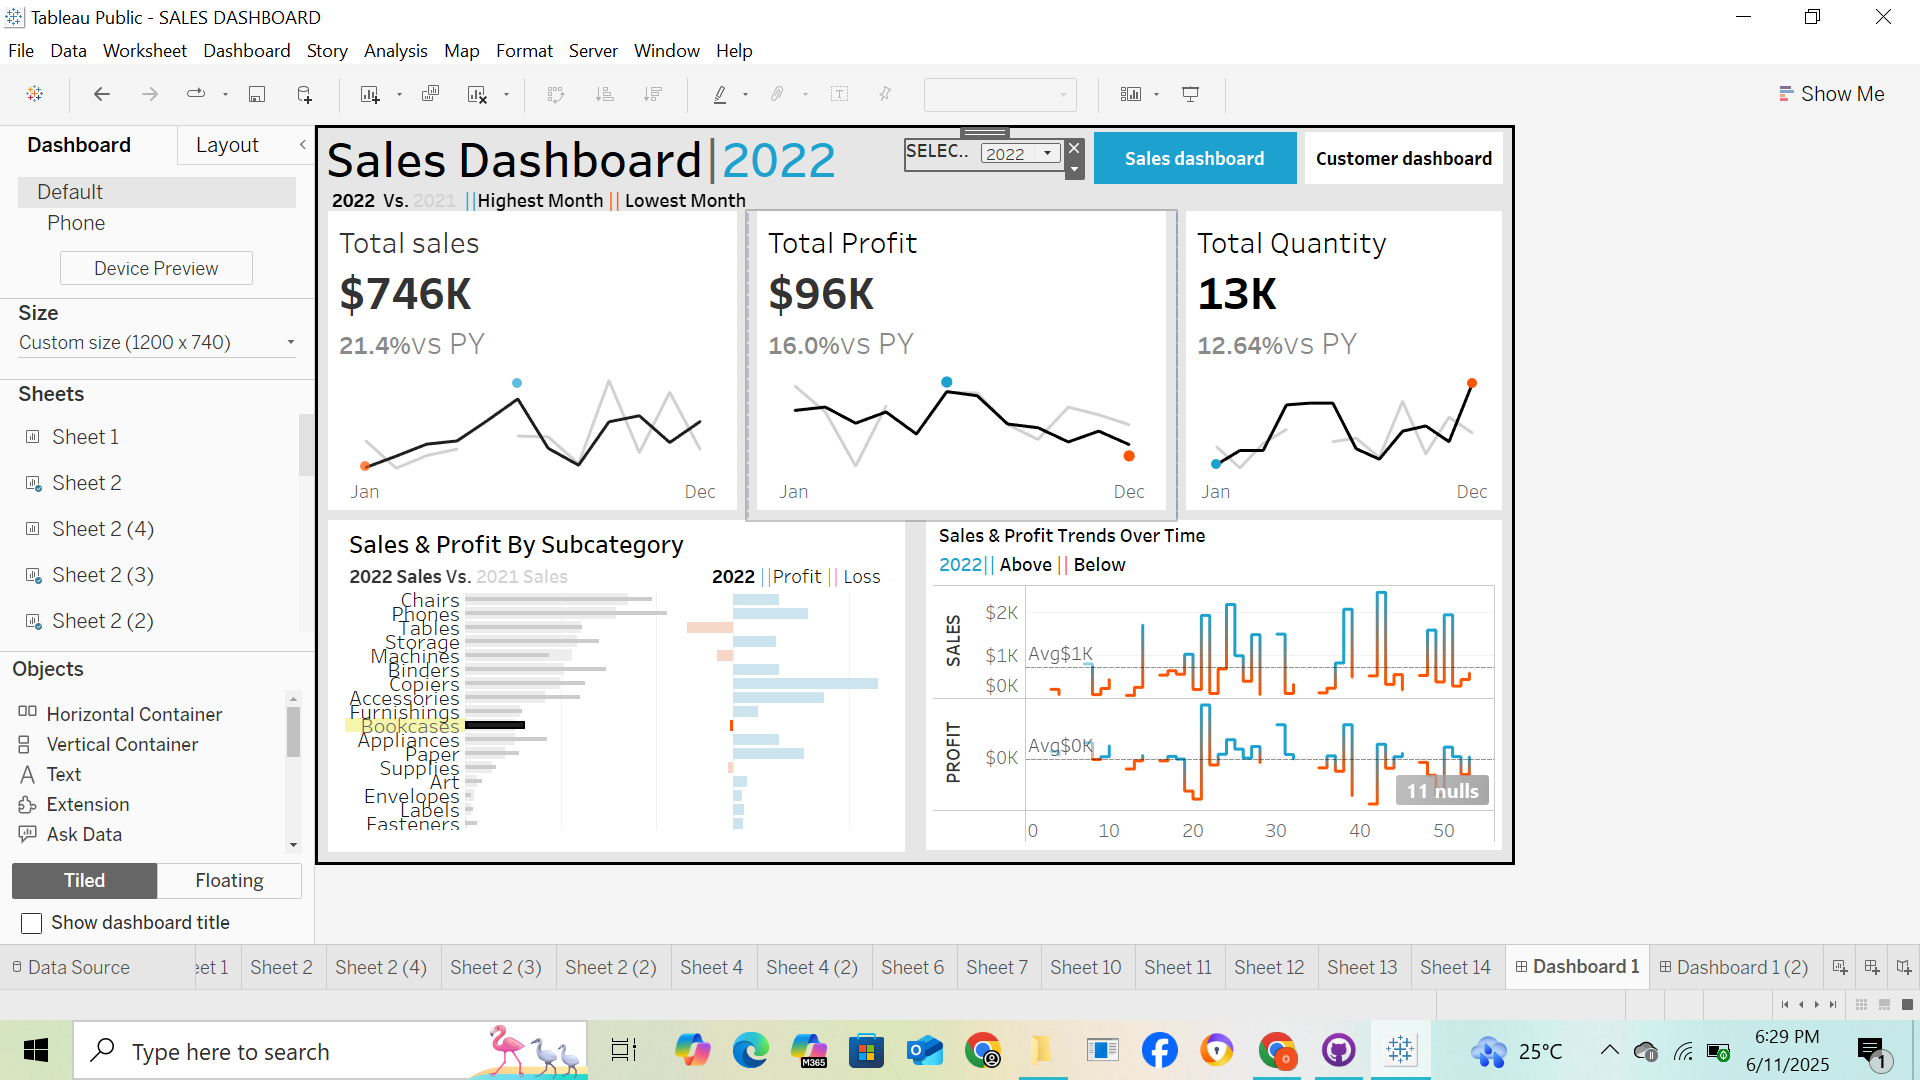 Tableau Public - SALES DASHBOARD
File Data Worksheet Dashboard Story Analysis Map Format Server Window Help
Show Me
Dashboard Layout
Default
Phone
Device Preview
Size
Custom size (1200 x 740)
Sheets
Sheet 1
Sheet 2
Sheet 2 (4)
Sheet 2 (3)
Sheet 2 (2)
Objects
Horizontal Container
Vertical Container
Text
Extension
Ask Data
Tiled Floating
Show dashboard title
Sales Dashboard|2022
SELEC.. 2022
Sales dashboard Customer dashboard
2022 Vs. 2021 ||Highest Month || Lowest Month
Total sales
$746K
21.4%vs PY
Jan Dec
Total Profit
$96K
16.0%vs PY
Jan Dec
Total Quantity
13K
12.64%vs PY
Jan Dec
Sales & Profit By Subcategory
2022 Sales Vs. 2021 Sales 2022 ||Profit || Loss
Chairs
Phones
Tables
Storage
Machines
Binders
Copiers
Accessories
Furnishings
Bookcases
Appliances
Paper
Supplies
Art
Envelopes
Labels
Fasteners
Sales & Profit Trends Over Time
2022|| Above || Below
SALES
$2K
$1K
$0K
Avg$1K
PROFIT
$0K
Avg$0K
11 nulls
0 10 20 30 40 50
Data Source eet 1 Sheet 2 Sheet 2 (4) Sheet 2 (3) Sheet 2 (2) Sheet 4 Sheet 4 (2) Sheet 6 Sheet 7 Sheet 10 Sheet 11 Sheet 12 Sheet 13 Sheet 14 Dashboard 1 Dashboard 1 (2)
Type here to search
M365
25°C
6:29 PM
6/11/2025
1